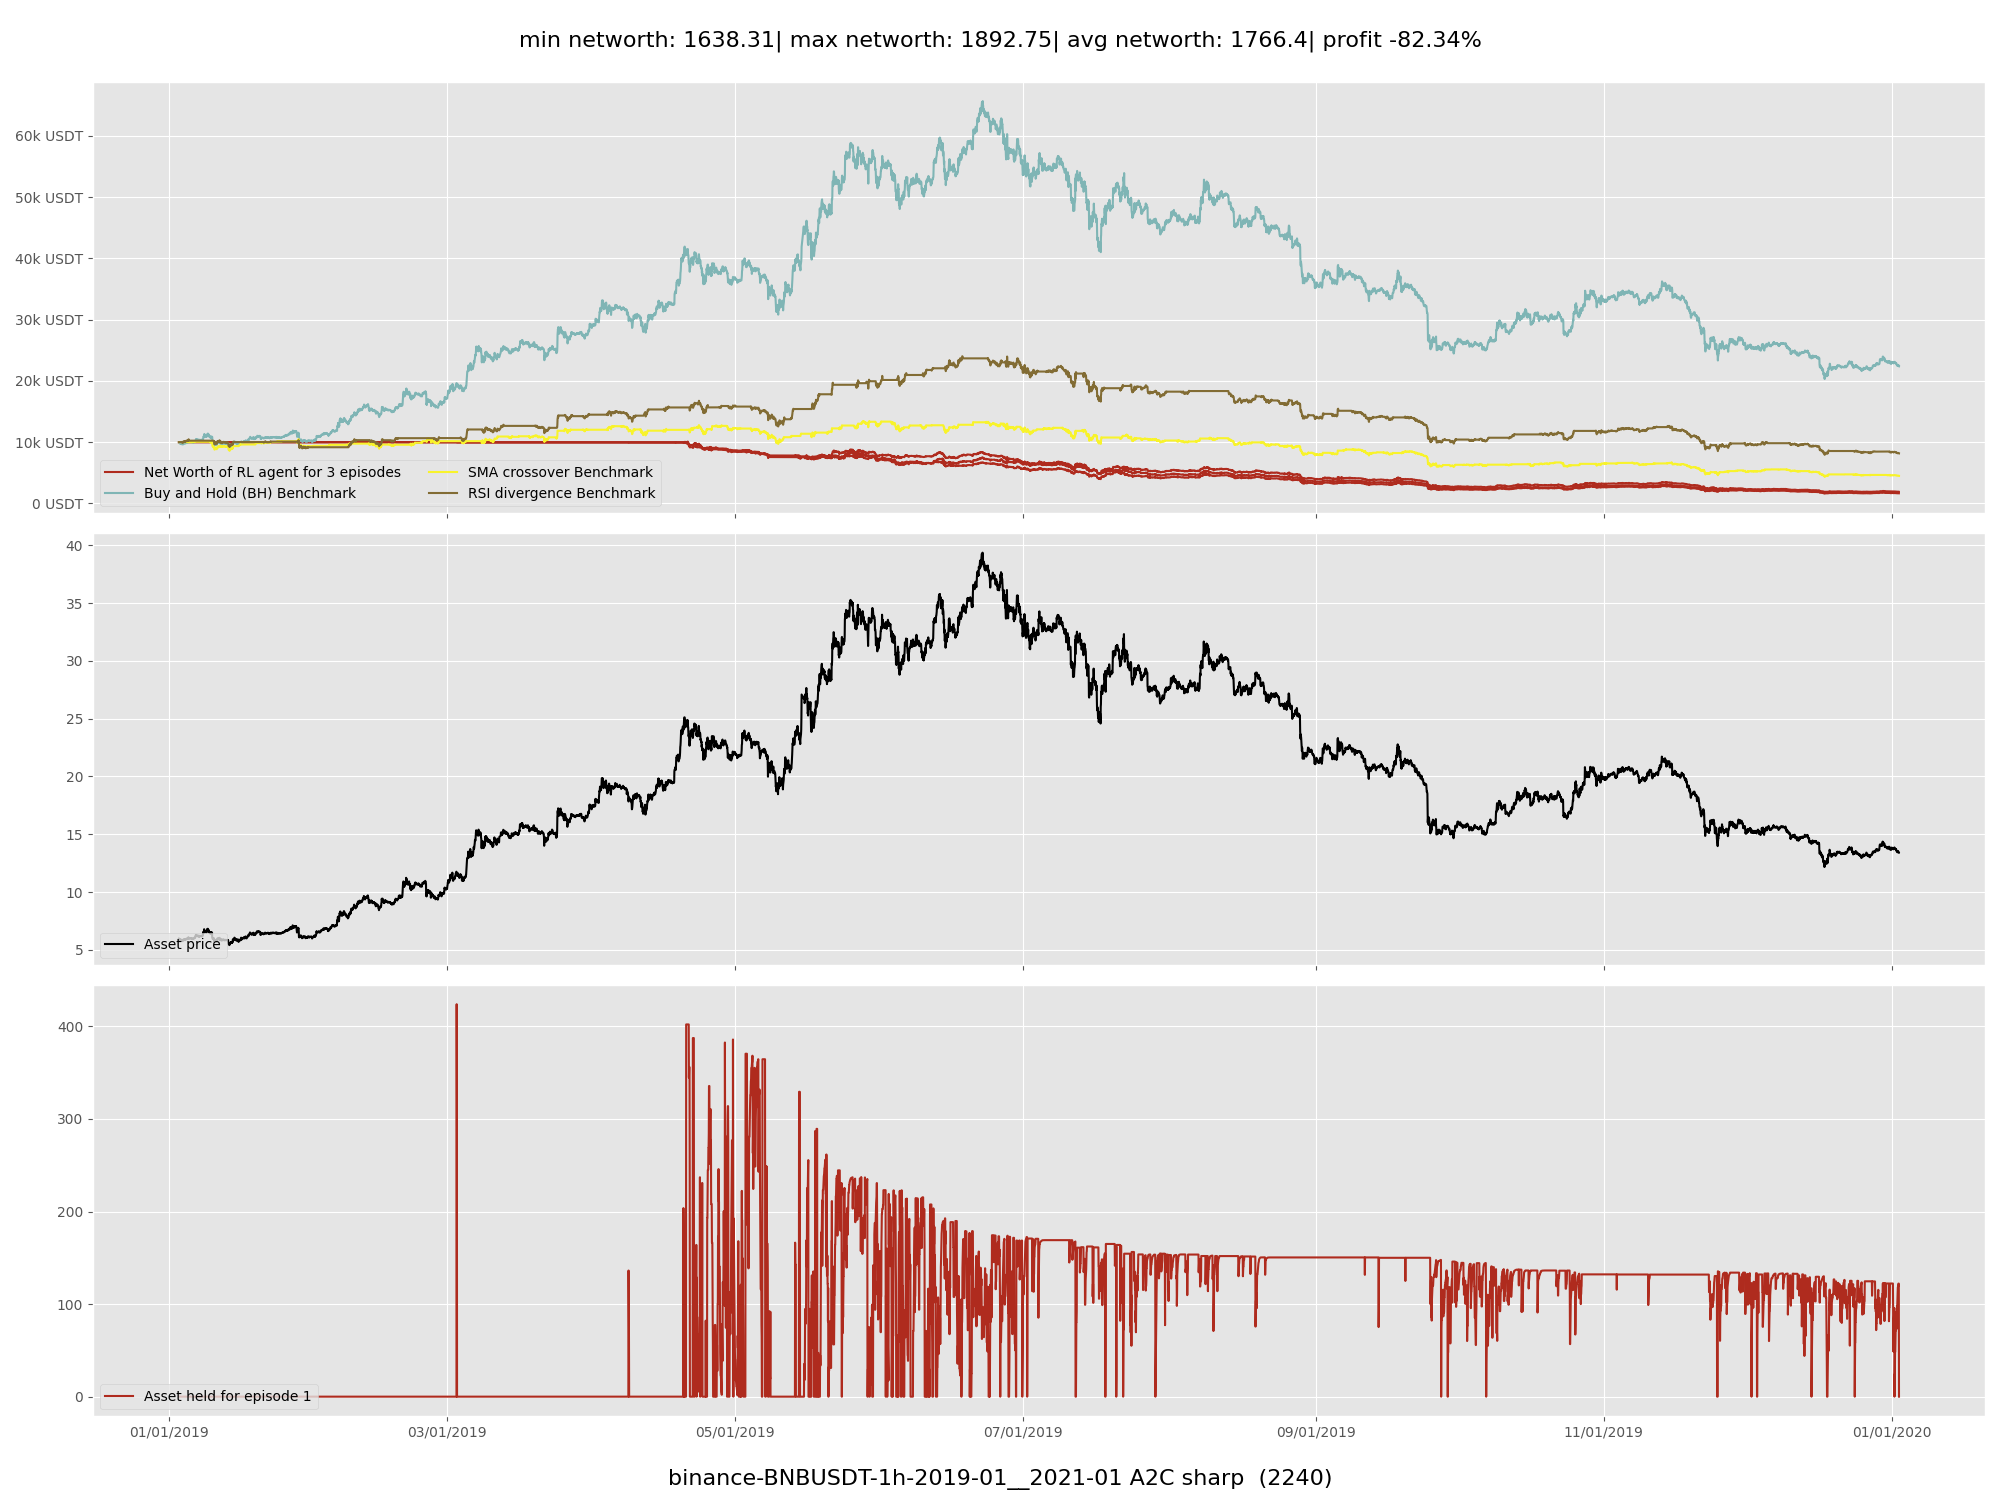 min networth: 1638.31| max networth: 1892.75| avg networth: 1766.4| profit -82.34%
60k USDT
50k USDT
40k USDT
30k USDT
20k USDT
10k USDT
0 USDT
Net Worth of RL agent for 3 episodes
Buy and Hold (BH) Benchmark
SMA crossover Benchmark
RSI divergence Benchmark
40
35
30
25
20
15
10
5
Asset price
400
300
200
100
0
Asset held for episode 1
01/01/2019 03/01/2019 05/01/2019 07/01/2019 09/01/2019 11/01/2019 01/01/2020
binance-BNBUSDT-1h-2019-01__2021-01 A2C sharp  (2240)